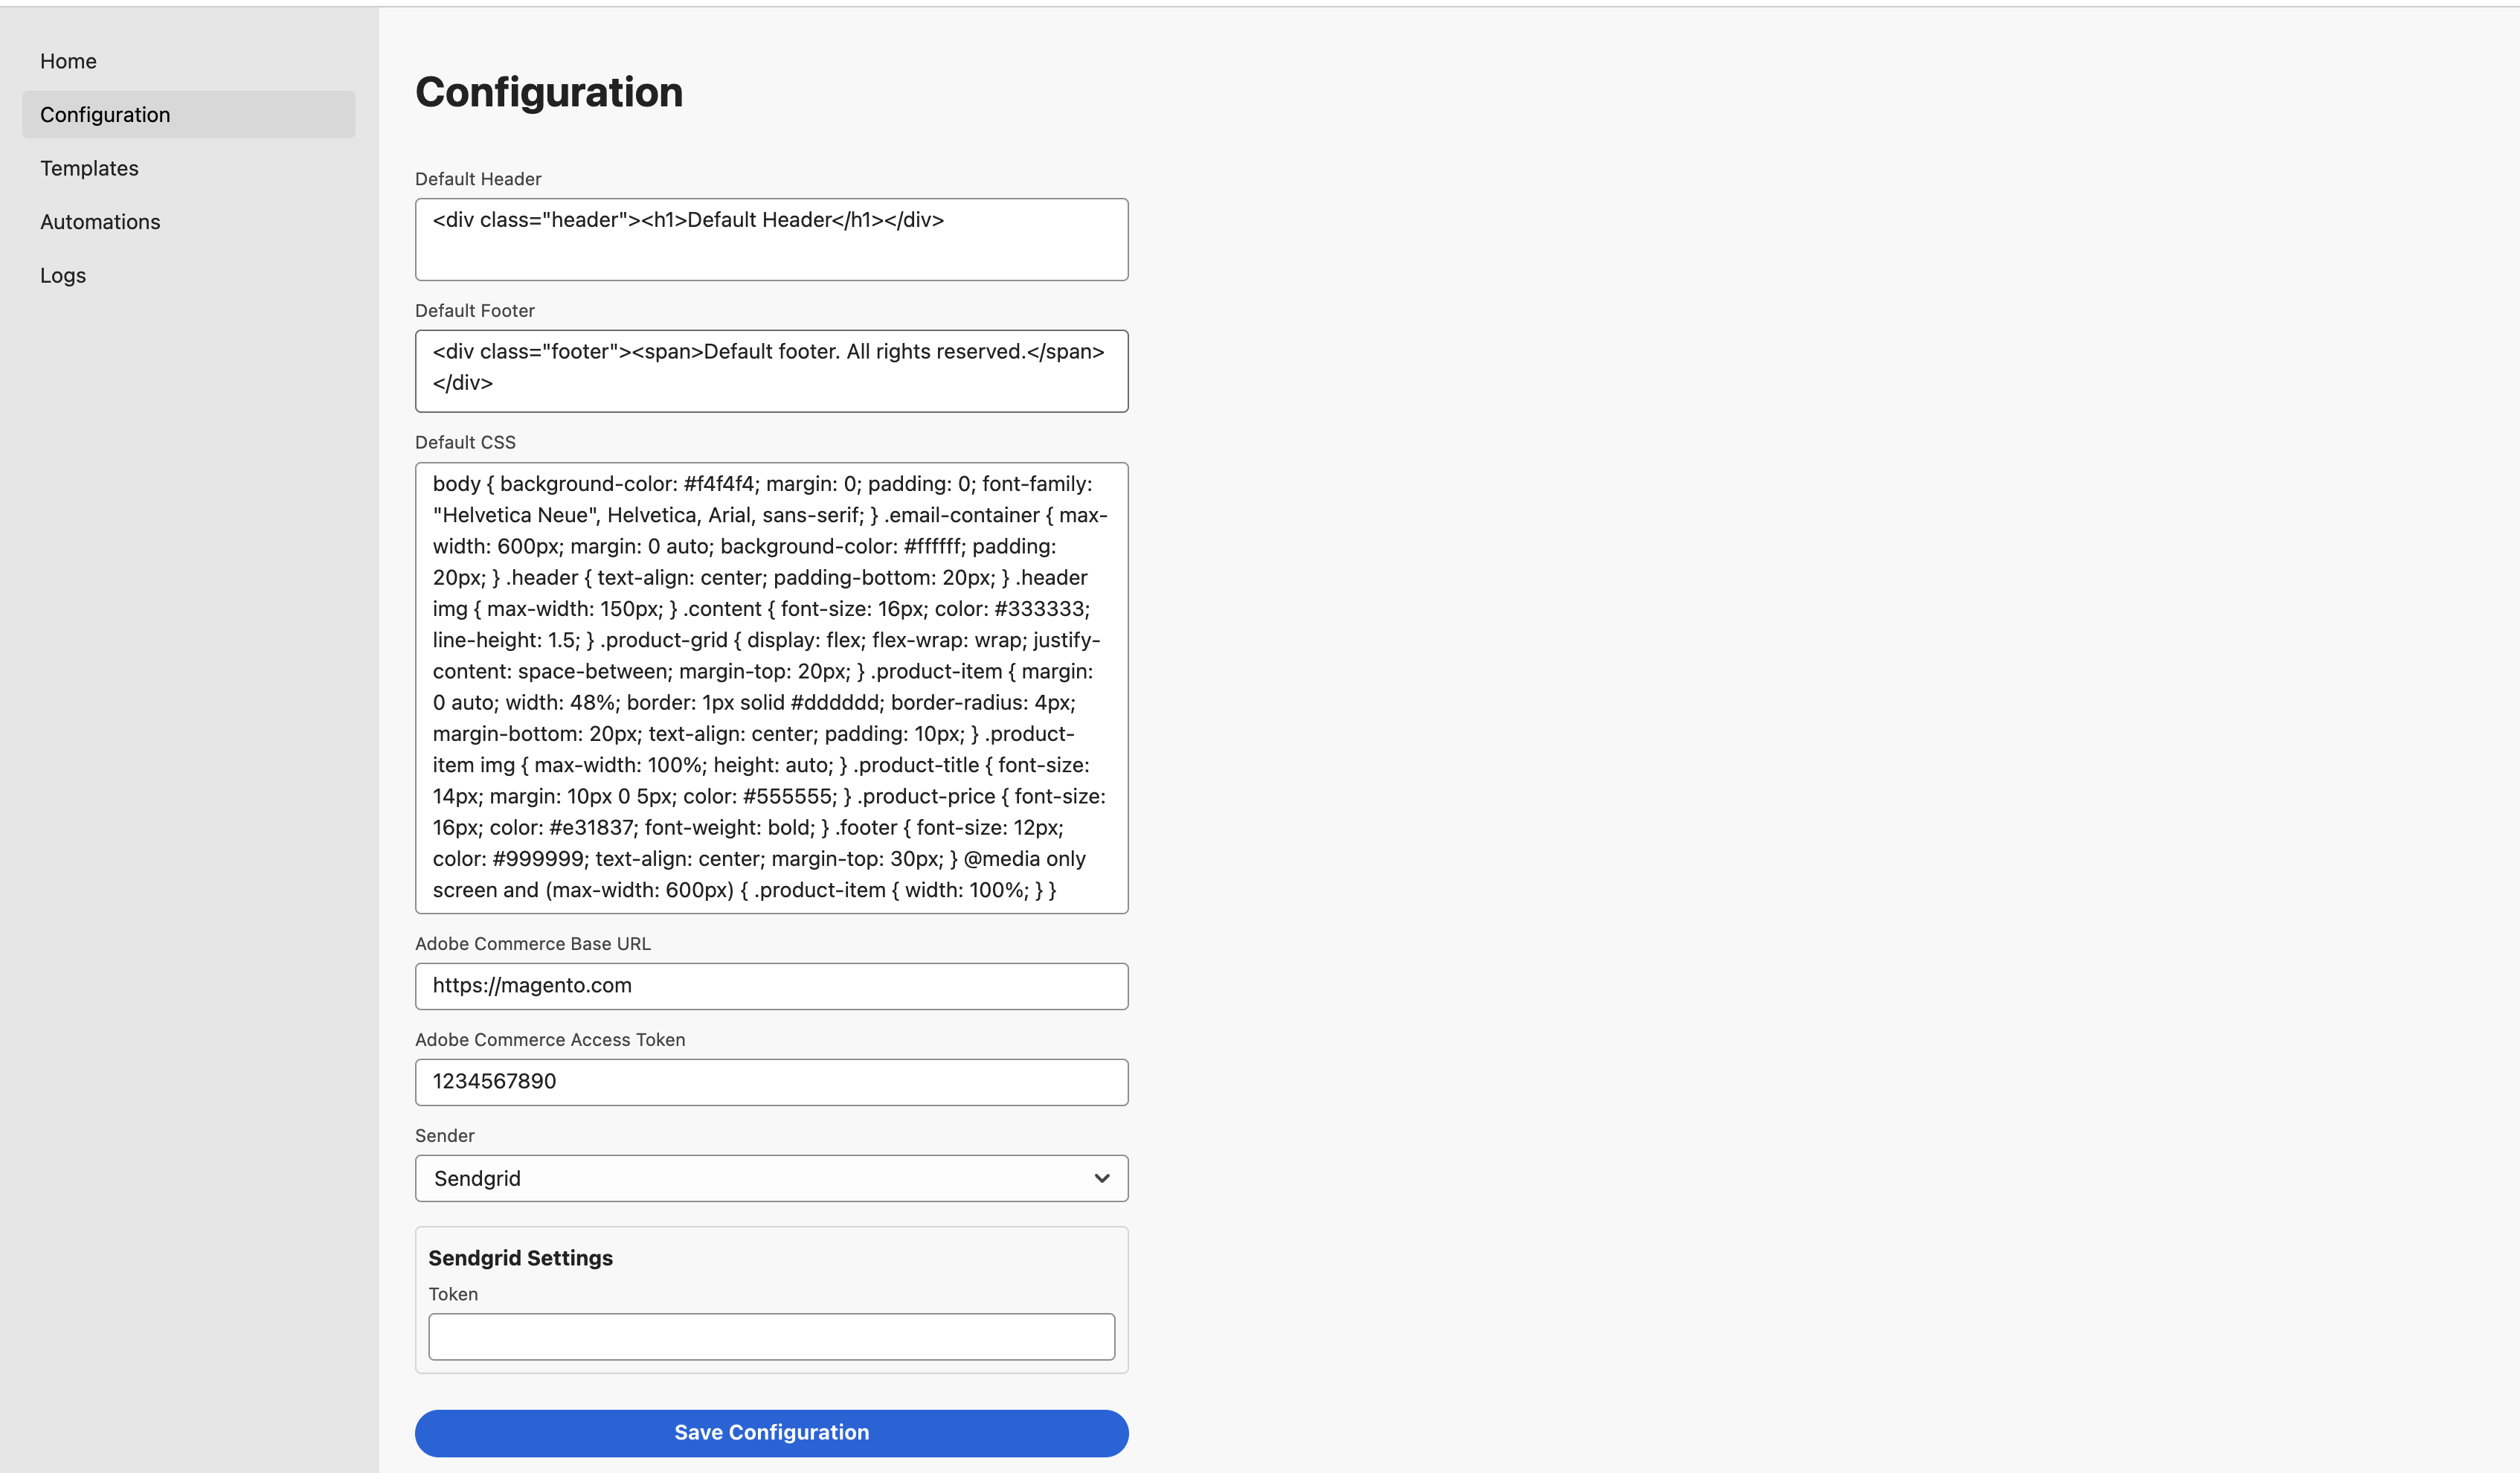 Home
Configuration
Templates
Automations
Logs
Configuration
Default Header
<div class="header"><h1>Default Header</h1></div>
Default Footer
<div class="footer"><span>Default footer. All rights reserved.</span>
</div>
Default CSS
body { background-color: #f4f4f4; margin: 0; padding: 0; font-family:
"Helvetica Neue", Helvetica, Arial, sans-serif; } .email-container { max-
width: 600px; margin: 0 auto; background-color: #ffffff; padding:
20px; } .header { text-align: center; padding-bottom: 20px; } .header
img { max-width: 150px; } .content { font-size: 16px; color: #333333;
line-height: 1.5; } .product-grid { display: flex; flex-wrap: wrap; justify-
content: space-between; margin-top: 20px; } .product-item { margin:
0 auto; width: 48%; border: 1px solid #dddddd; border-radius: 4px;
margin-bottom: 20px; text-align: center; padding: 10px; } .product-
item img { max-width: 100%; height: auto; } .product-title { font-size:
14px; margin: 10px 0 5px; color: #555555; } .product-price { font-size:
16px; color: #e31837; font-weight: bold; } .footer { font-size: 12px;
color: #999999; text-align: center; margin-top: 30px; } @media only
screen and (max-width: 600px) { .product-item { width: 100%; } }
Adobe Commerce Base URL
https://magento.com
Adobe Commerce Access Token
1234567890
Sender
Sendgrid
Sendgrid Settings
Token
Save Configuration